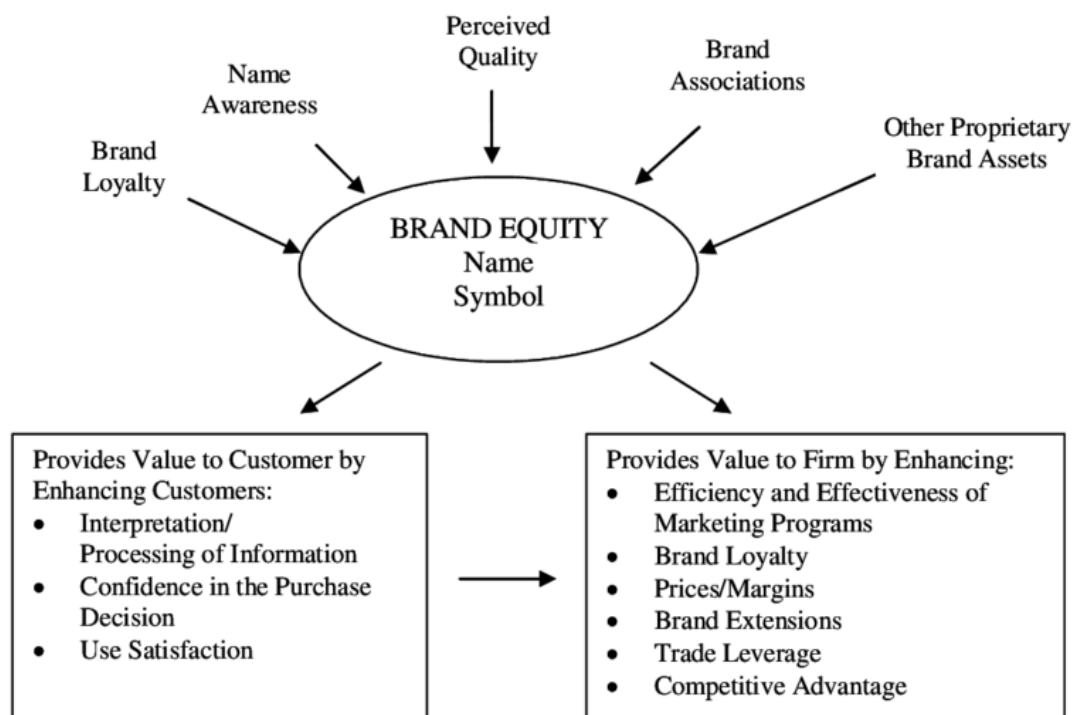 Perceived
Quality
Brand
Associations
Name
Awareness
Other Proprietary
Brand Assets
Brand
Loyalty
BRAND EQUITY
Name
Symbol
Provides Value to Customer by
Enhancing Customers:
• Interpretation/
Processing of Information
• Confidence in the Purchase
Decision
• Use Satisfaction
Provides Value to Firm by Enhancing:
• Efficiency and Effectiveness of
Marketing Programs
• Brand Loyalty
• Prices/Margins
• Brand Extensions
• Trade Leverage
• Competitive Advantage